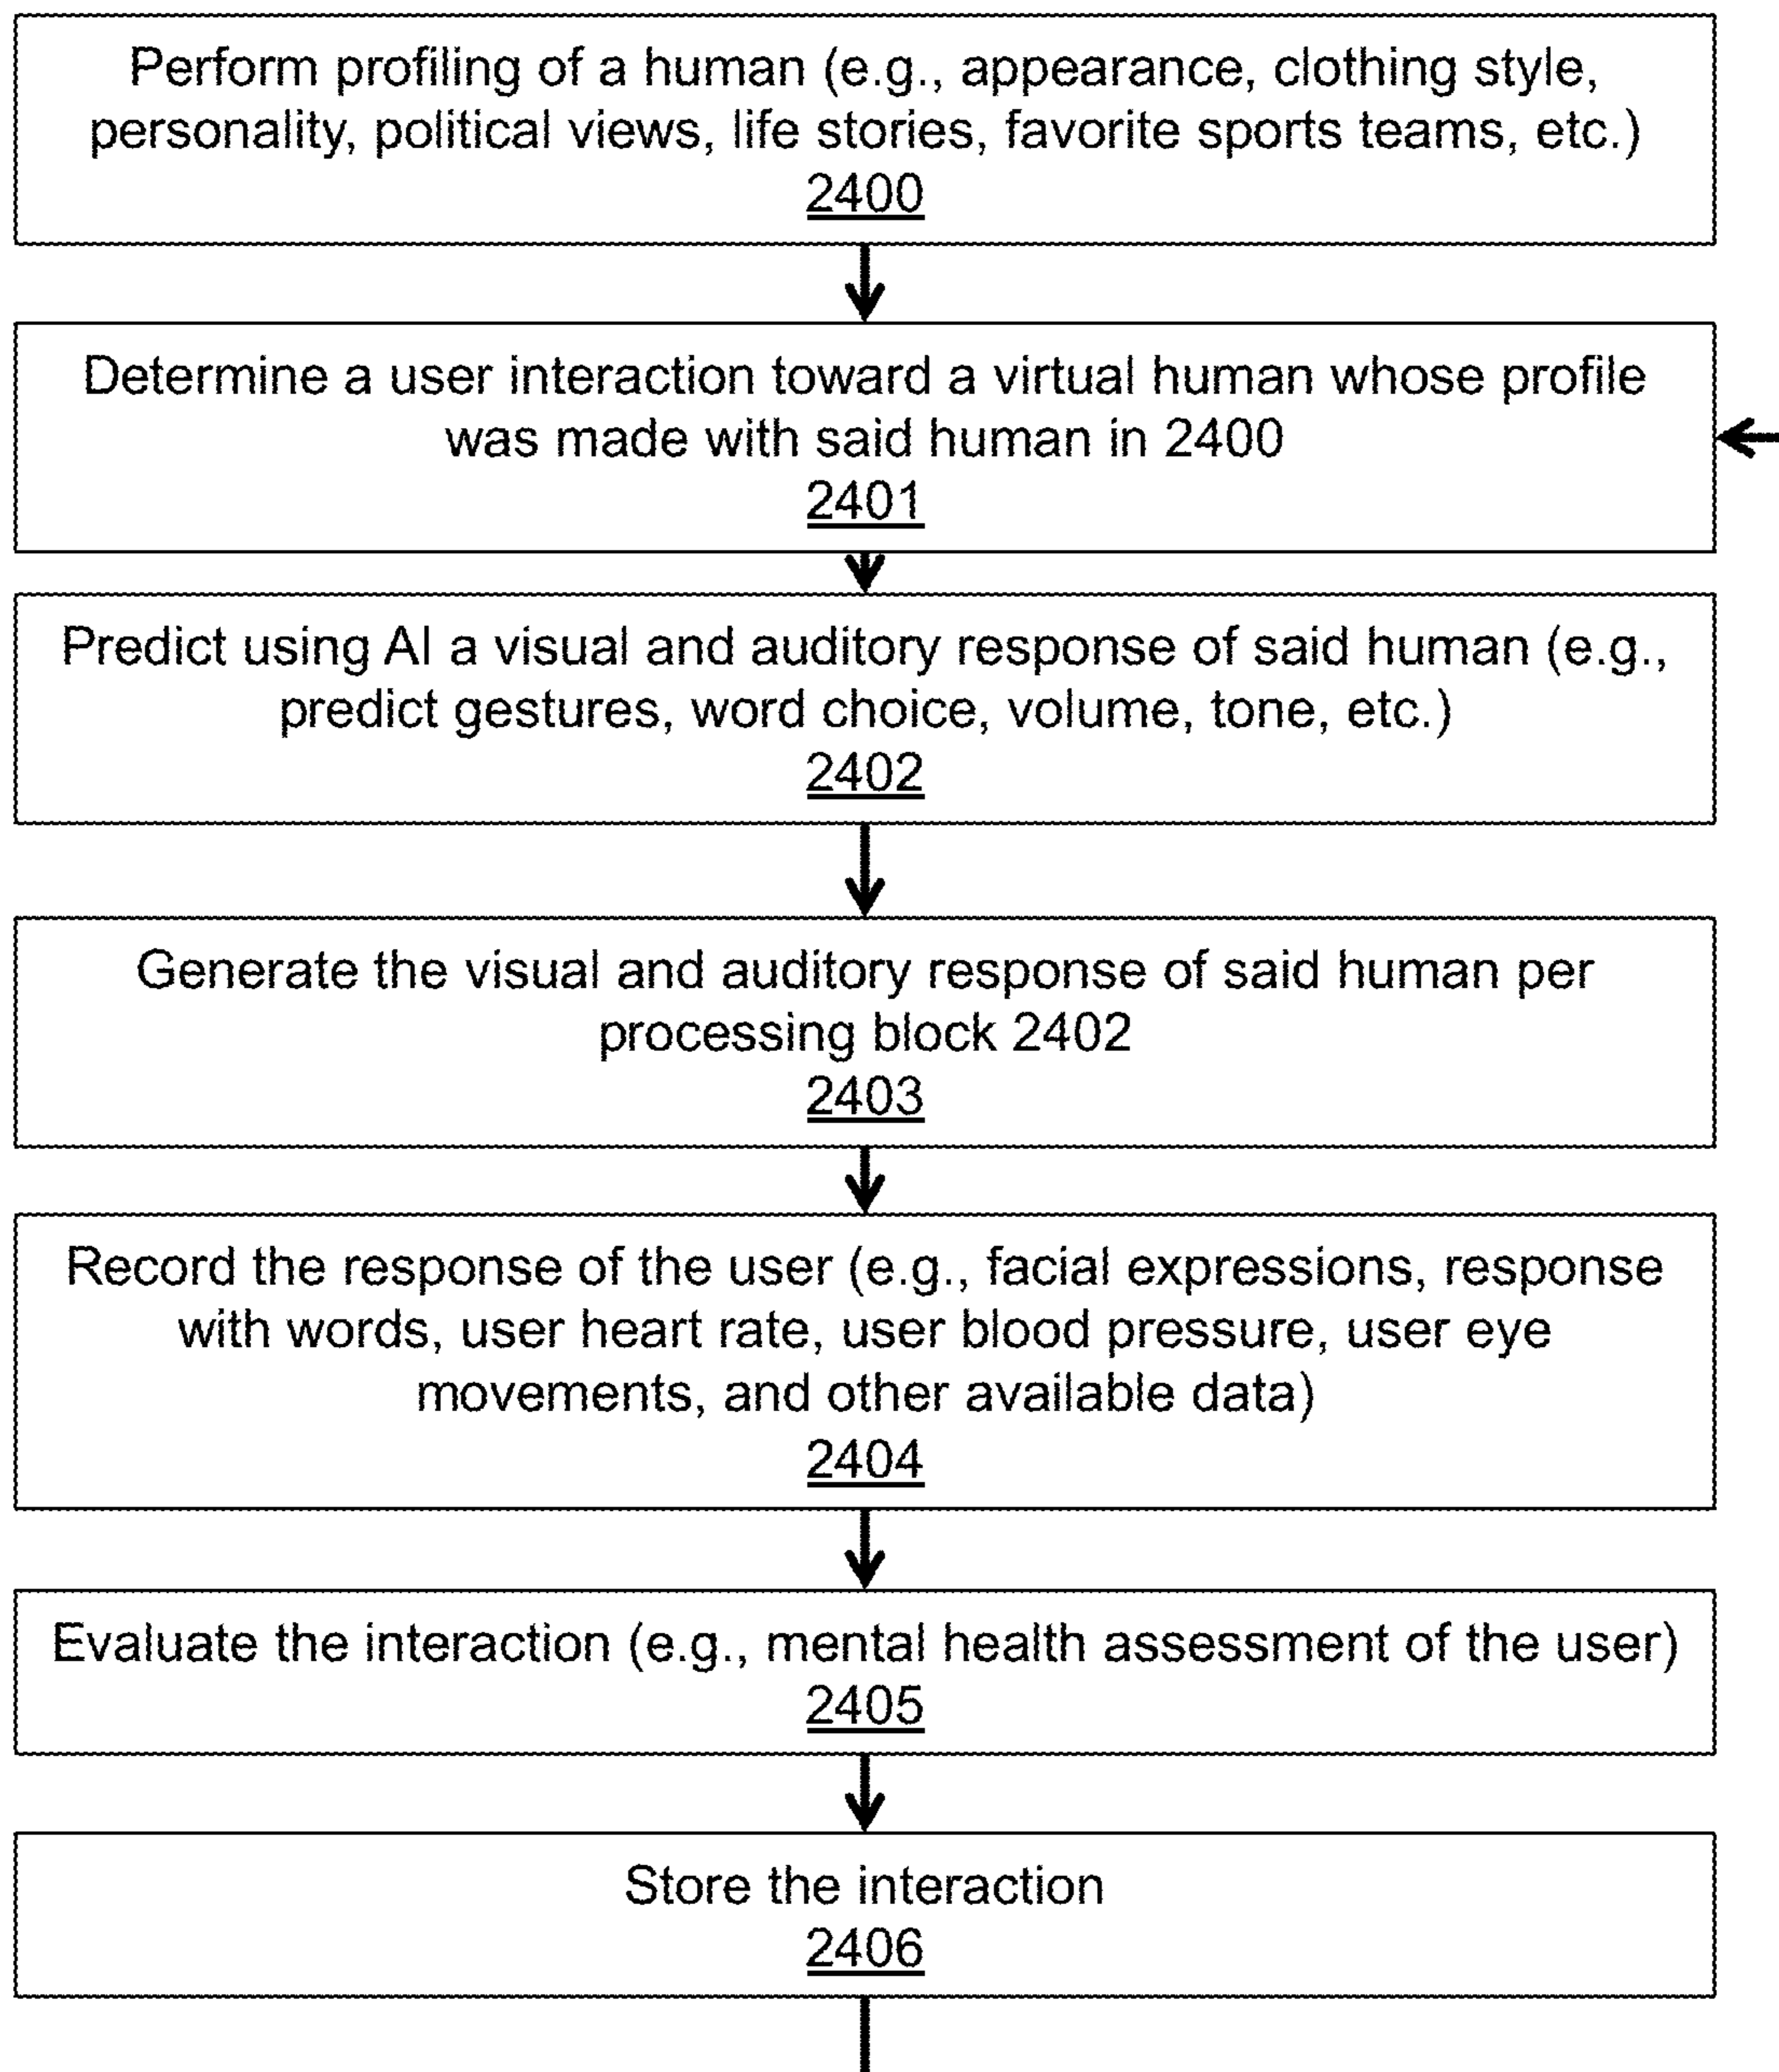 Perform profiling of a human (e.g., appearance, clothing style,
personality, political views, life stories, favorite sports teams, etc.)
2400
Determine a user interaction toward a virtual human whose profile
was made with said human in 2400
2401
Predict using AI a visual and auditory response of said human (e.g.,
predict gestures, word choice, volume, tone, etc.)
2402
Generate the visual and auditory response of said human per
processing block 2402
2403
Record the response of the user (e.g., facial expressions, response
with words, user heart rate, user blood pressure, user eye
movements, and other available data)
2404
Evaluate the interaction (e.g., mental health assessment of the user)
2405
Store the interaction
2406